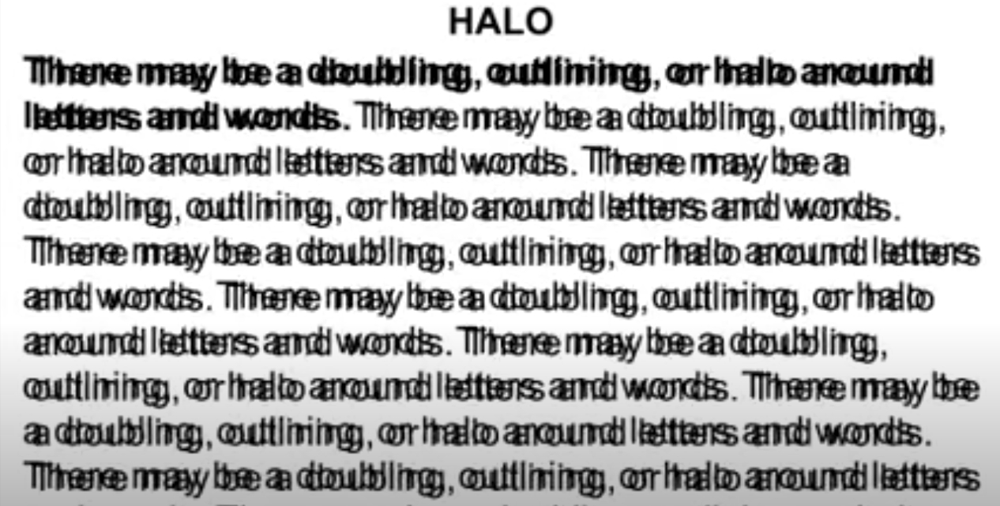 HALO
There may be a doubling, outlining, or halo around
letters and words. There may be a doubling, outlining,
or halo around letters and words. There may be a
doubling, outlining, or halo around letters and words.
There may be a doubling, outlining, or halo around letters
and words. There may be a doubling, outlining, or halo
around letters and words. There may be a doubling,
outlining, or halo around letters and words. There may be
a doubling, outlining, or halo around letters and words.
There may be a doubling, outlining, or halo around letters